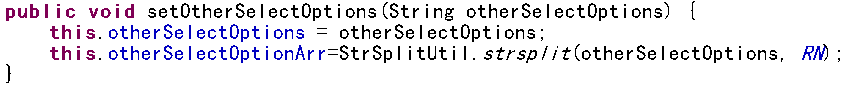 public void setOtherSelectOptions(String otherSelectOptions) {
    this.otherSelectOptions = otherSelectOptions;
    this.otherSelectOptionArr=StrSplitUtil.strsplit(otherSelectOptions, RN);
}